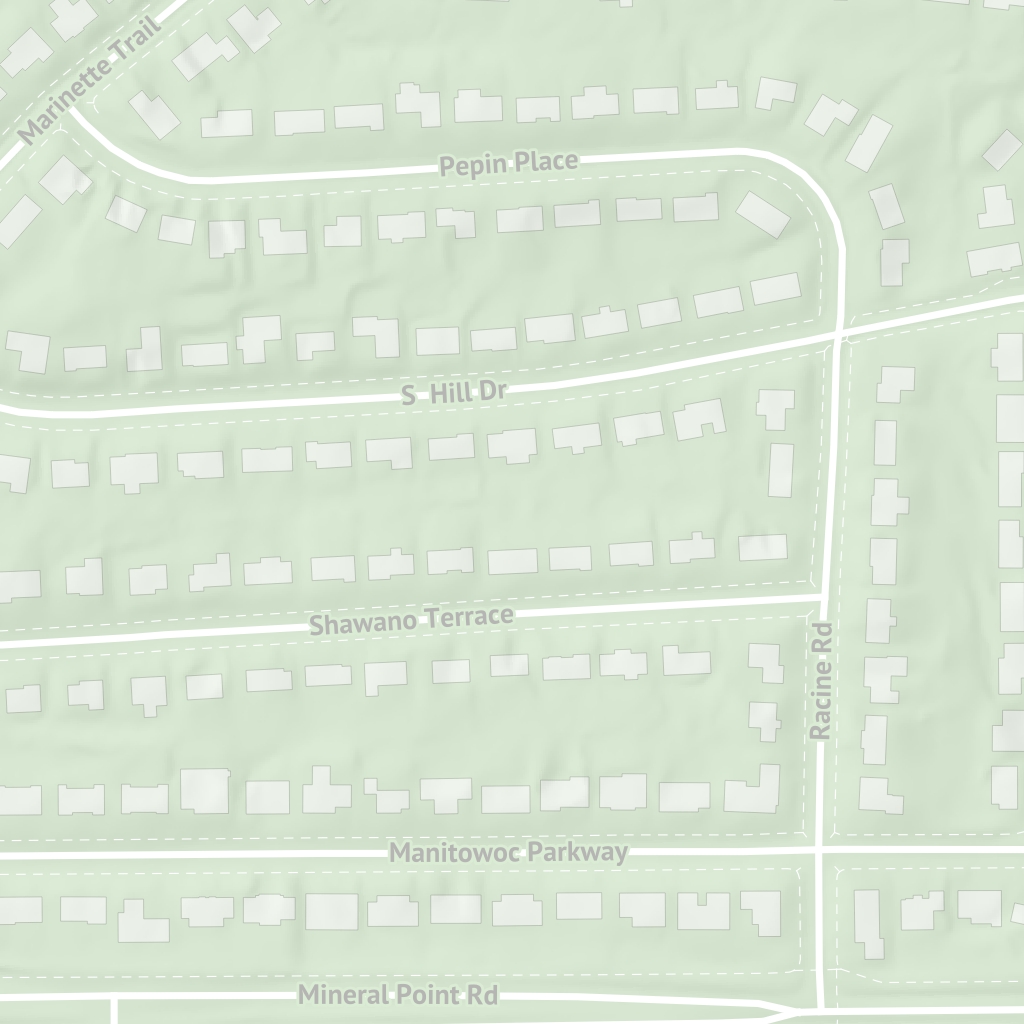 Marinette Trail
Pepin Place
S Hill Dr
Shawano Terrace
Racine Rd
Manitowoc Parkway
Mineral Point Rd